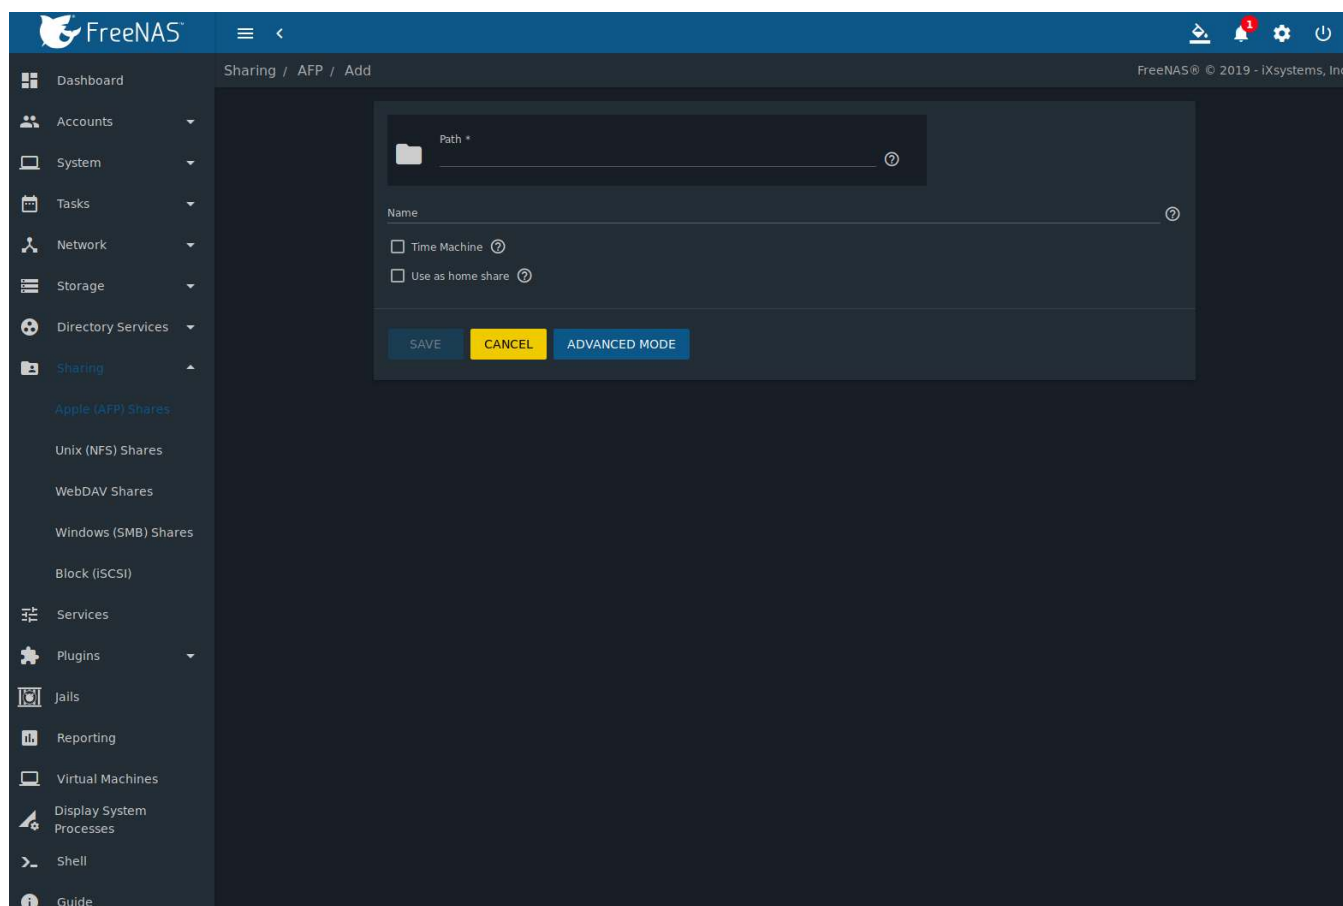 FreeNAS®
1
Sharing / AFP / Add
FreeNAS® © 2019 - iXsystems, Inc
Dashboard
Accounts
System
Tasks
Network
Storage
Directory Services
Sharing
Apple (AFP) Shares
Unix (NFS) Shares
WebDAV Shares
Windows (SMB) Shares
Block (iSCSI)
Services
Plugins
Jails
Reporting
Virtual Machines
Display System
Processes
Shell
Guide
Path *
Name
Time Machine
Use as home share
SAVE
CANCEL
ADVANCED MODE